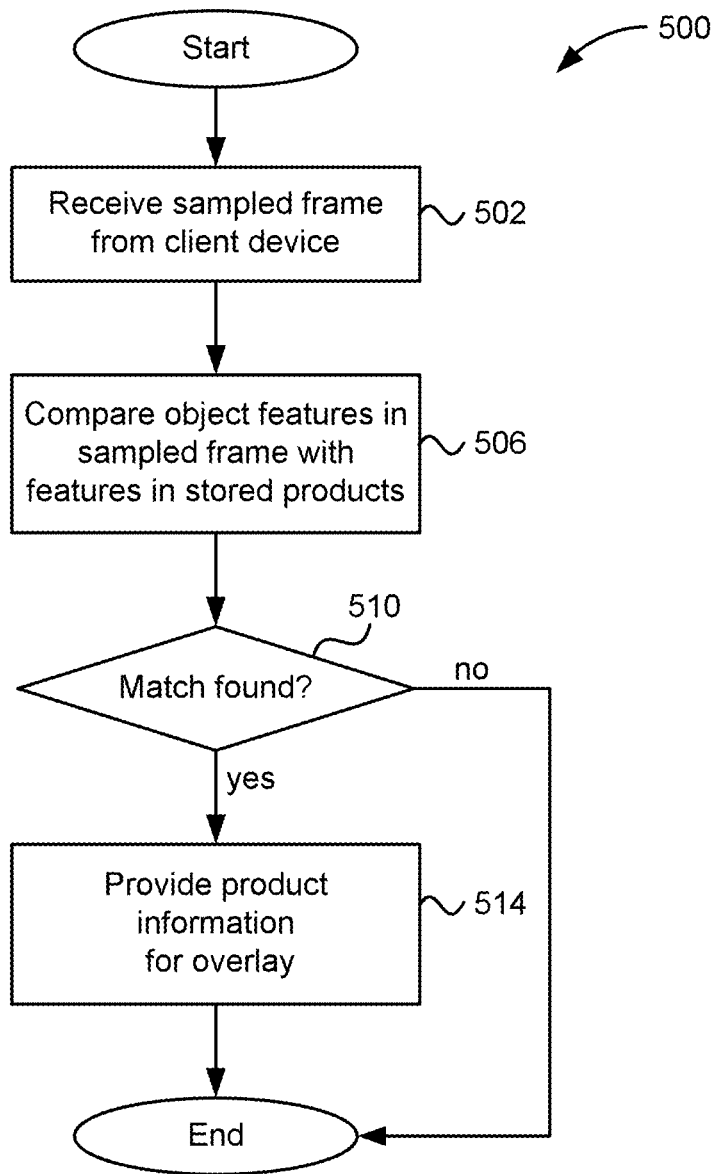 Start
500
Receive sampled frame
from client device
502
Compare object features in
sampled frame with
features in stored products
506
510
Match found?
no
yes
Provide product
information
for overlay
514
End